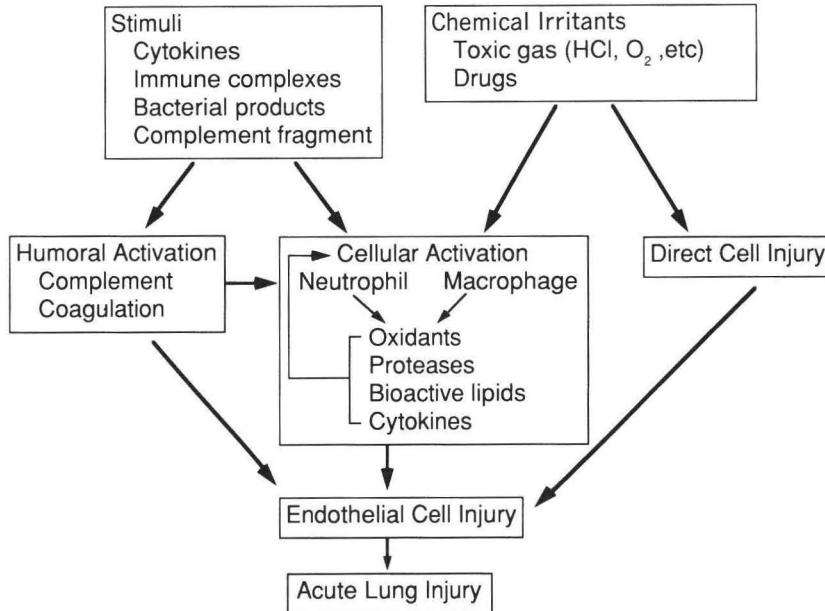 Stimuli
Cytokines
Immune complexes
Bacterial products
Complement fragment
Chemical Irritants
Toxic gas (HCl, O₂ ,etc)
Drugs
Humoral Activation
Complement
Coagulation
Cellular Activation
Neutrophil Macrophage
Oxidants
Proteases
Bioactive lipids
Cytokines
Direct Cell Injury
Endothelial Cell Injury
Acute Lung Injury